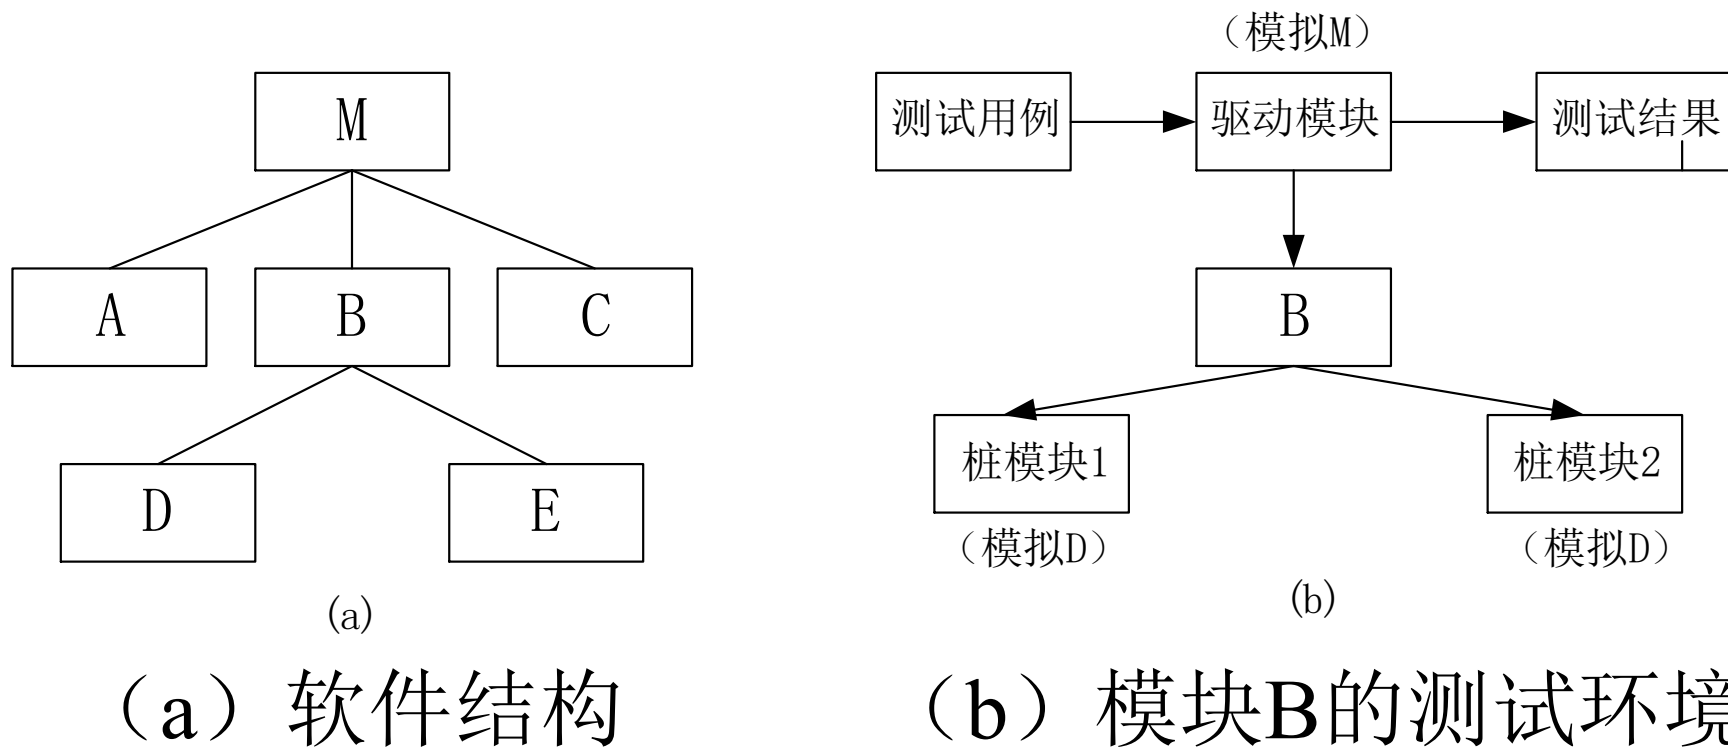 M
A
B
C
D
E
(a)
（a）软件结构
（模拟M）
测试用例
驱动模块
测试结果
B
桩模块1
桩模块2
（模拟D）
（模拟D）
(b)
（b）模块B的测试环境